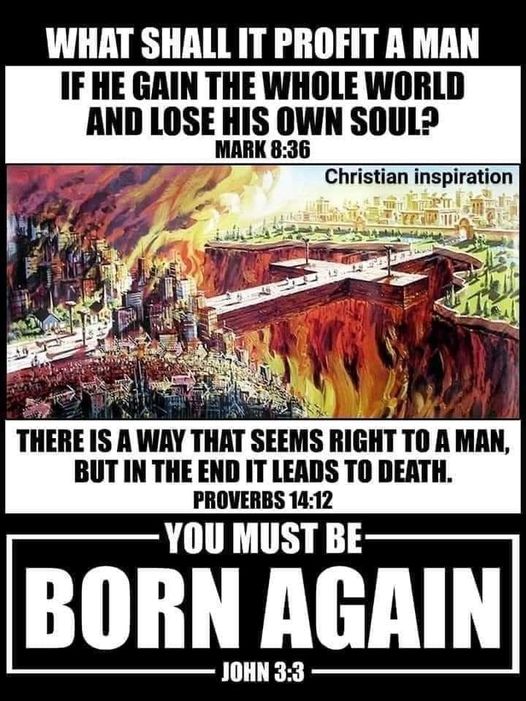 WHAT SHALL IT PROFIT A MAN
IF HE GAIN THE WHOLE WORLD
AND LOSE HIS OWN SOUL?
MARK 8:36
Christian inspiration
THERE IS A WAY THAT SEEMS RIGHT TO A MAN,
BUT IN THE END IT LEADS TO DEATH.
PROVERBS 14:12
YOU MUST BE
BORN AGAIN
JOHN 3:3